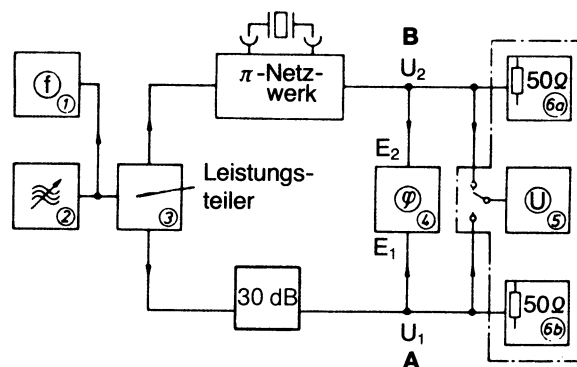 B
π-Netz-
werk
U2
50Ω
6a
f
1
2
3
Leistungs-
teiler
E2
φ
4
E1
U
5
30 dB
U1
A
50Ω
6b